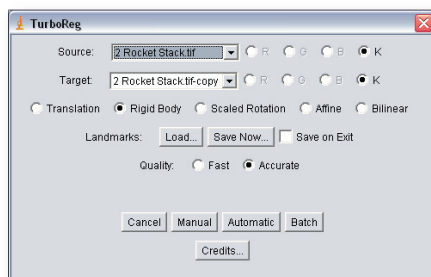 TurboReg
Source: 2 Rocket Stack.tif R G B K
Target: 2 Rocket Stack.tif-copy R G B K
Translation Rigid Body Scaled Rotation Affine Bilinear
Landmarks: Load... Save Now... Save on Exit
Quality: Fast Accurate
Cancel Manual Automatic Batch
Credits...